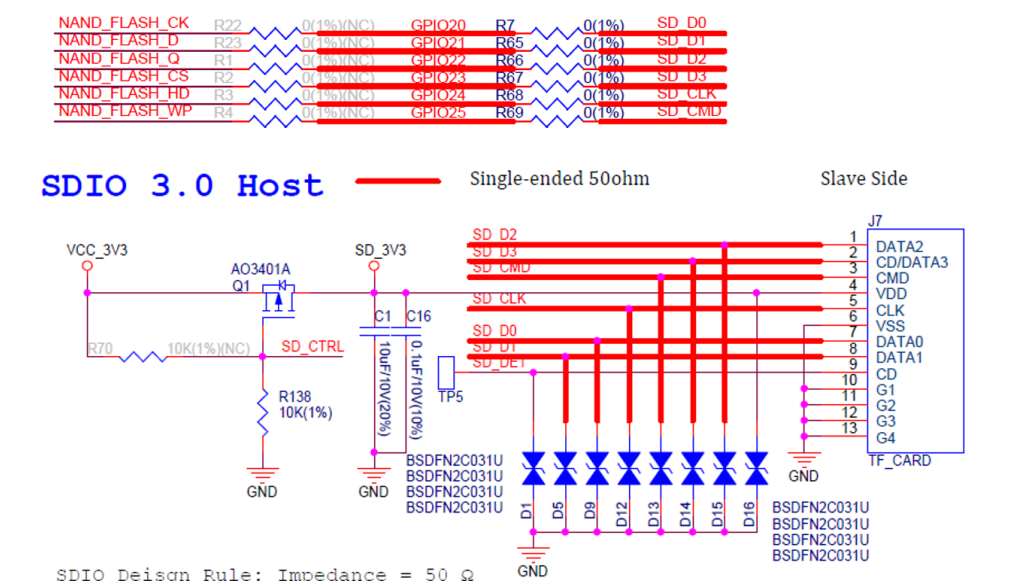 NAND_FLASH_CK R22 0(1%)(NC) GPIO20 R7 0(1%) SD_D0
NAND_FLASH_D R23 0(1%)(NC) GPIO21 R65 0(1%) SD_D1
NAND_FLASH_Q R1 0(1%)(NC) GPIO22 R66 0(1%) SD_D2
NAND_FLASH_CS R2 0(1%)(NC) GPIO23 R67 0(1%) SD_D3
NAND_FLASH_HD R3 0(1%)(NC) GPIO24 R68 0(1%) SD_CLK
NAND_FLASH_WP R4 0(1%)(NC) GPIO25 R69 0(1%) SD_CMD
SDIO 3.0 Host Single-ended 50ohm Slave Side
J7
VCC_3V3 SD_3V3
AO3401A
Q1
SD_D2 1 DATA2
SD_D3 2 CD/DATA3
SD_CMD 3 CMD
4 VDD
SD_CLK 5 CLK
6 VSS
SD_D0 7 DATA0
SD_D1 8 DATA1
SD_DET 9 CD
10 G1
11 G2
12 G3
13 G4
TF_CARD
GND
C1 C16
10uF/10V(20%) 0.1uF/10V(10%)
R70 10K(1%)(NC) SD_CTRL
TP5
R138
10K(1%)
GND GND
BSDFN2C031U
BSDFN2C031U
BSDFN2C031U
BSDFN2C031U
D1 D5 D9 D12 D13 D14 D15 D16
BSDFN2C031U
BSDFN2C031U
BSDFN2C031U
BSDFN2C031U
GND
SDIO Deisgn Rule: Impedance = 50 Ω